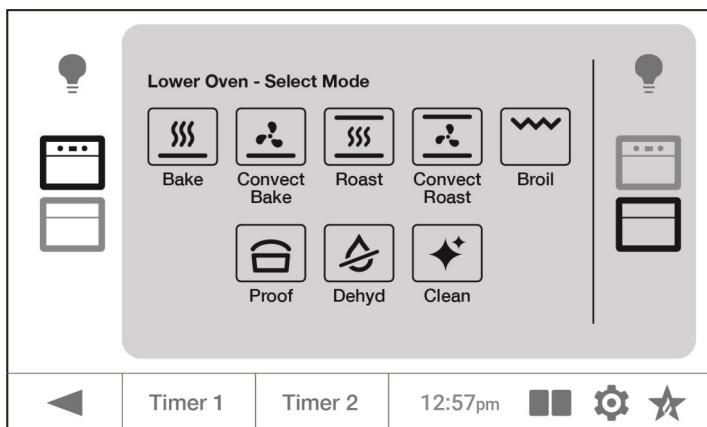 Lower Oven - Select Mode
Bake
Convect
Bake
Roast
Convect
Roast
Broil
Proof
Dehyd
Clean
Timer 1
Timer 2
12:57pm